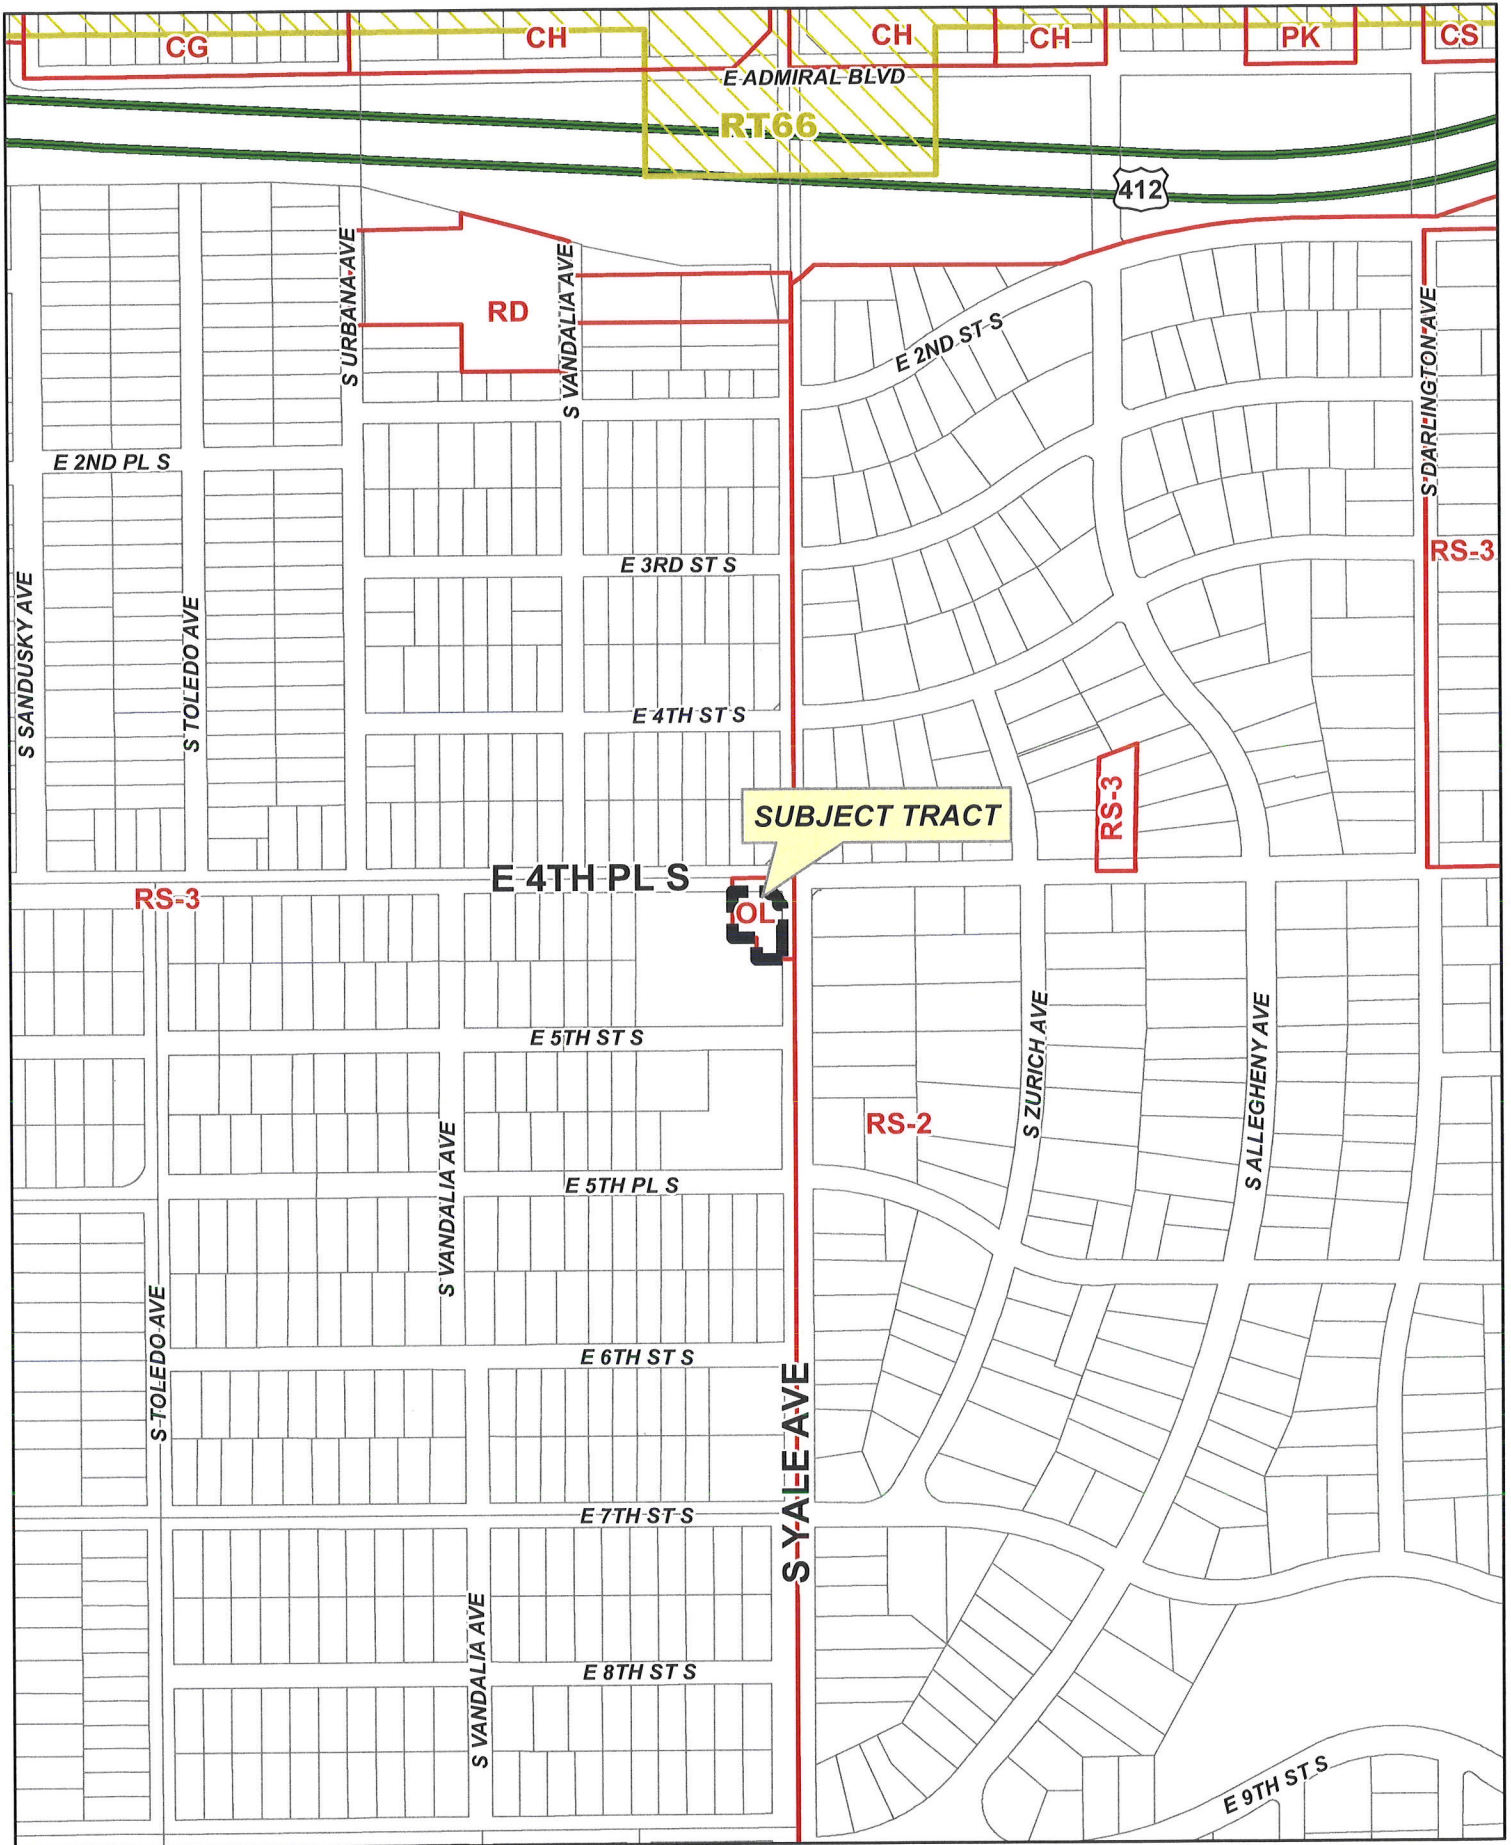 CG
CH
CH
CH
PK
CS
E ADMIRAL BLVD
RT66
412
S URBANA AVE
S VANDALIA AVE
RD
E 2ND ST S
S DARLINGTON AVE
E 2ND PL S
RS-3
E 3RD ST S
S SANDUSKY AVE
S TOLEDO AVE
E 4TH ST S
SUBJECT TRACT
RS-3
E 4TH PL S
RS-3
OL
E 5TH ST S
S ZURICH AVE
S ALLEGHENY AVE
RS-2
S VANDALIA AVE
E 5TH PL S
S TOLEDO AVE
E 6TH ST S
S YALE AVE
E 7TH ST S
S VANDALIA AVE
E 8TH ST S
E 9TH ST S